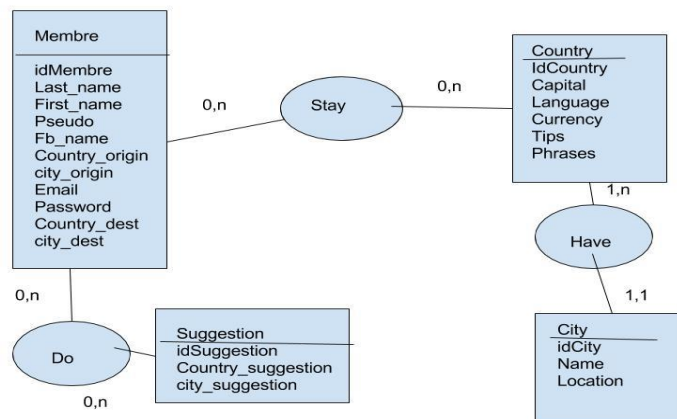 Membre
idMembre
Last_name
First_name
Pseudo
Fb_name
Country_origin
city_origin
Email
Password
Country_dest
city_dest
0,n
Stay
0,n
Country
IdCountry
Capital
Language
Currency
Tips
Phrases
1,n
Have
1,1
City
idCity
Name
Location
0,n
Do
0,n
Suggestion
idSuggestion
Country_suggestion
city_suggestion